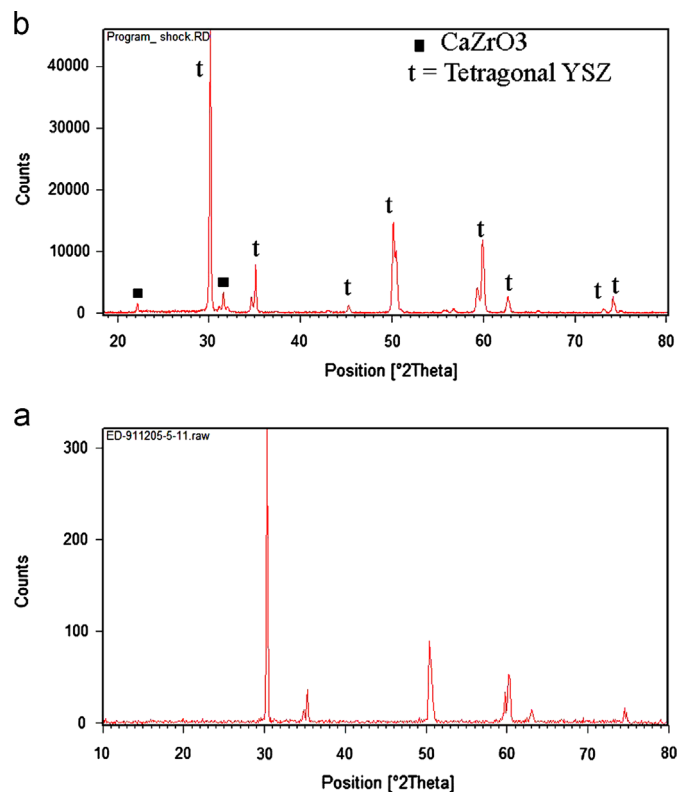 b
Program_ shock.RD
■ CaZrO3
t = Tetragonal YSZ
Counts
40000
30000
20000
10000
0
t
t
t
t
t
t
t
t
20 30 40 50 60 70 80
Position [°2Theta]
a
ED-911205-5-11.raw
Counts
300
200
100
0
10 20 30 40 50 60 70 80
Position [°2Theta]